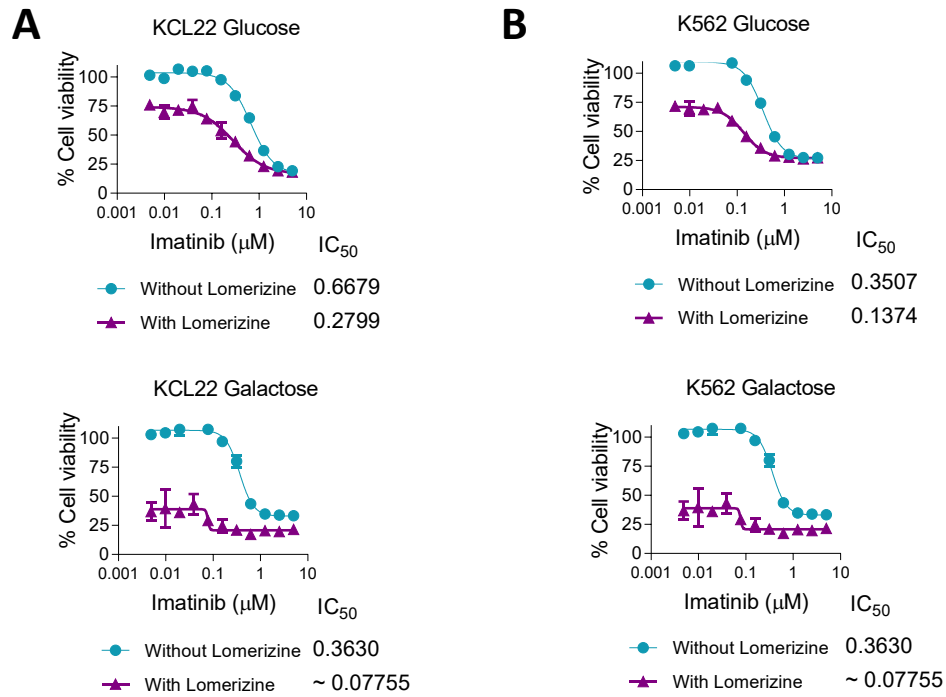 A
KCL22 Glucose
% Cell viability
100
75
50
25
0
0.001 0.01 0.1 1 10
Imatinib (μM)
IC50
Without Lomerizine 0.6679
With Lomerizine 0.2799
KCL22 Galactose
% Cell viability
100
75
50
25
0
0.001 0.01 0.1 1 10
Imatinib (μM)
IC50
Without Lomerizine 0.3630
With Lomerizine ~ 0.07755
B
K562 Glucose
% Cell viability
100
75
50
25
0
0.001 0.01 0.1 1 10
Imatinib (μM)
IC50
Without Lomerizine 0.3507
With Lomerizine 0.1374
K562 Galactose
% Cell viability
100
75
50
25
0
0.001 0.01 0.1 1 10
Imatinib (μM)
IC50
Without Lomerizine 0.3630
With Lomerizine ~ 0.07755